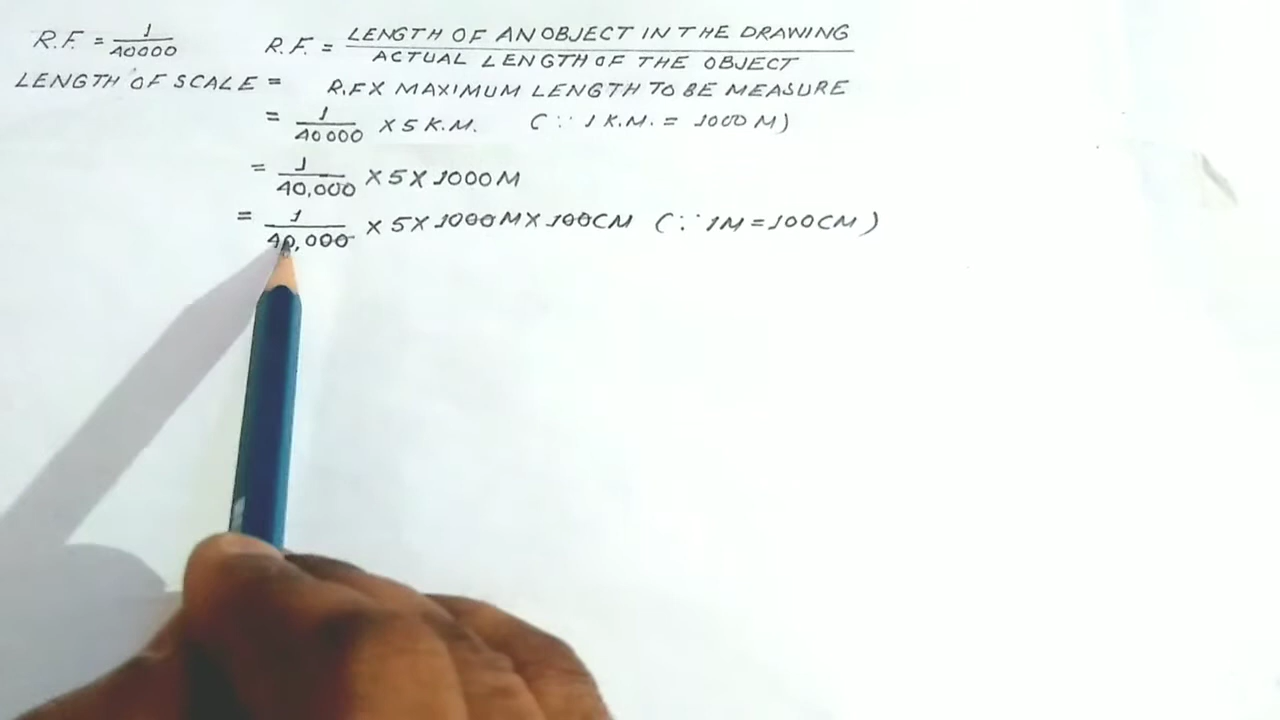 R.F. = 1/40000 R.F. = LENGTH OF AN OBJECT IN THE DRAWING / ACTUAL LENGTH OF THE OBJECT
LENGTH OF SCALE = R.F X MAXIMUM LENGTH TO BE MEASURE
= 1/40000 X 5 K.M. (∵ 1 K.M. = 1000 M)
= 1/40,000 X 5 X 1000 M
= 1/40,000 X 5 X 1000 M X 100 CM (∵ 1 M = 100 CM)